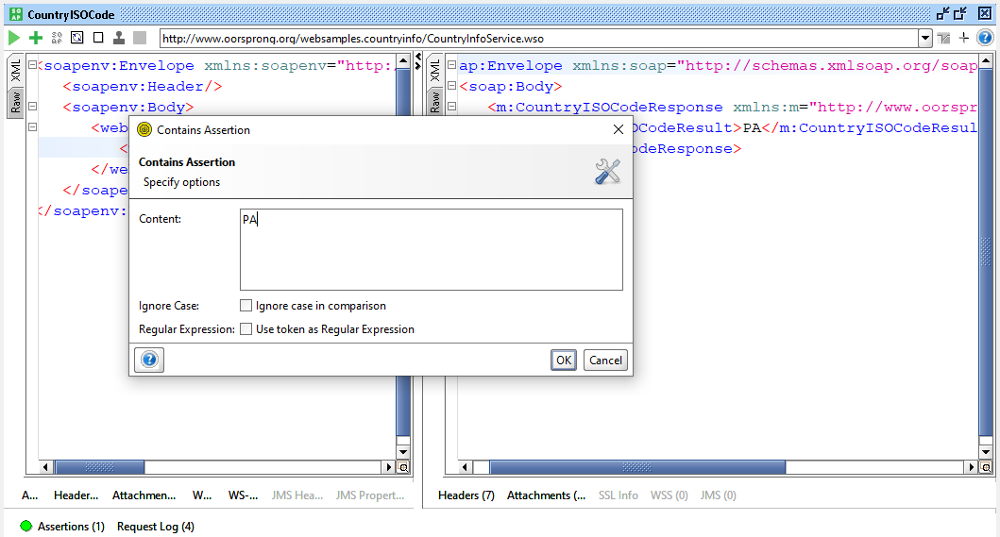 CountryISOCode
http://www.oorsprong.org/websamples.countryinfo/CountryInfoService.wso
XML
Raw
<soapenv:Envelope xmlns:soapenv="http:/
<soapenv:Header/>
<soapenv:Body>
<web
<
</we
</soape
</soapenv:
XML
Raw
ap:Envelope xmlns:soap="http://schemas.xmlsoap.org/soap
<soap:Body>
<m:CountryISOCodeResponse xmlns:m="http://www.oorspr
SOCodeResult>PA</m:CountryISOCodeResul
odeResponse>
Contains Assertion
Contains Assertion
Specify options
Content:
PA
Ignore Case:
Ignore case in comparison
Regular Expression:
Use token as Regular Expression
OK
Cancel
A... Header... Attachmen... W... WS-... JMS Hea... JMS Propert...
Headers (7) Attachments (... SSL Info WSS (0) JMS (0)
Assertions (1) Request Log (4)